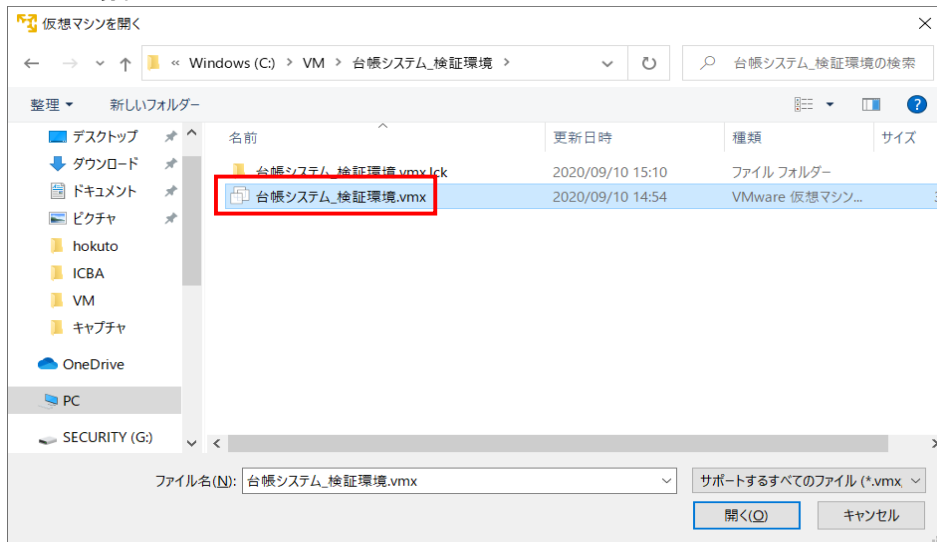 仮想マシンを開く
« Windows (C:) > VM > 台帳システム_検証環境 >
台帳システム_検証環境の検索
整理
新しいフォルダー
名前
更新日時
種類
サイズ
台帳システム_検証環境.vmx.lck
2020/09/10 15:10
ファイル フォルダー
台帳システム_検証環境.vmx
2020/09/10 14:54
VMware 仮想マシン...
デスクトップ
ダウンロード
ドキュメント
ピクチャ
hokuto
ICBA
VM
キャプチャ
OneDrive
PC
SECURITY (G:)
ファイル名(N):
台帳システム_検証環境.vmx
サポートするすべてのファイル (*.vmx
開く(O)
キャンセル